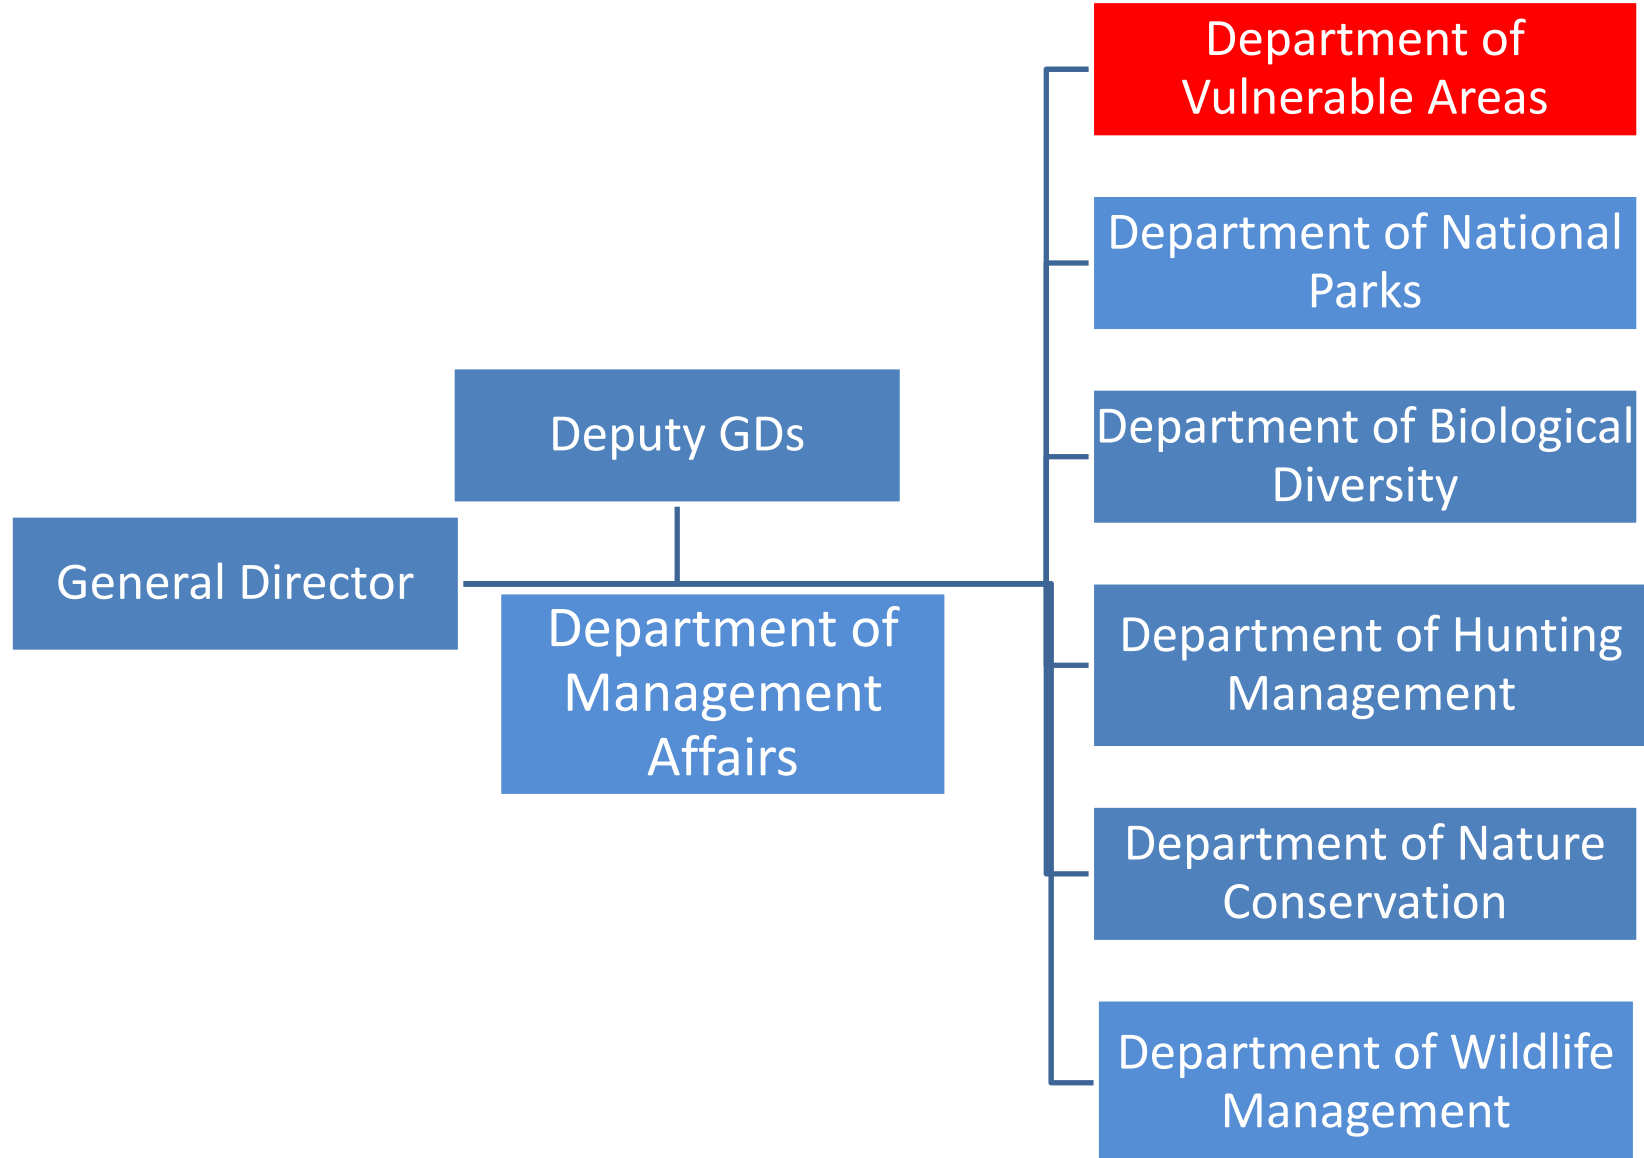 General Director
Deputy GDs
Department of
Management
Affairs
Department of
Vulnerable Areas
Department of National
Parks
Department of Biological
Diversity
Department of Hunting
Management
Department of Nature
Conservation
Department of Wildlife
Management